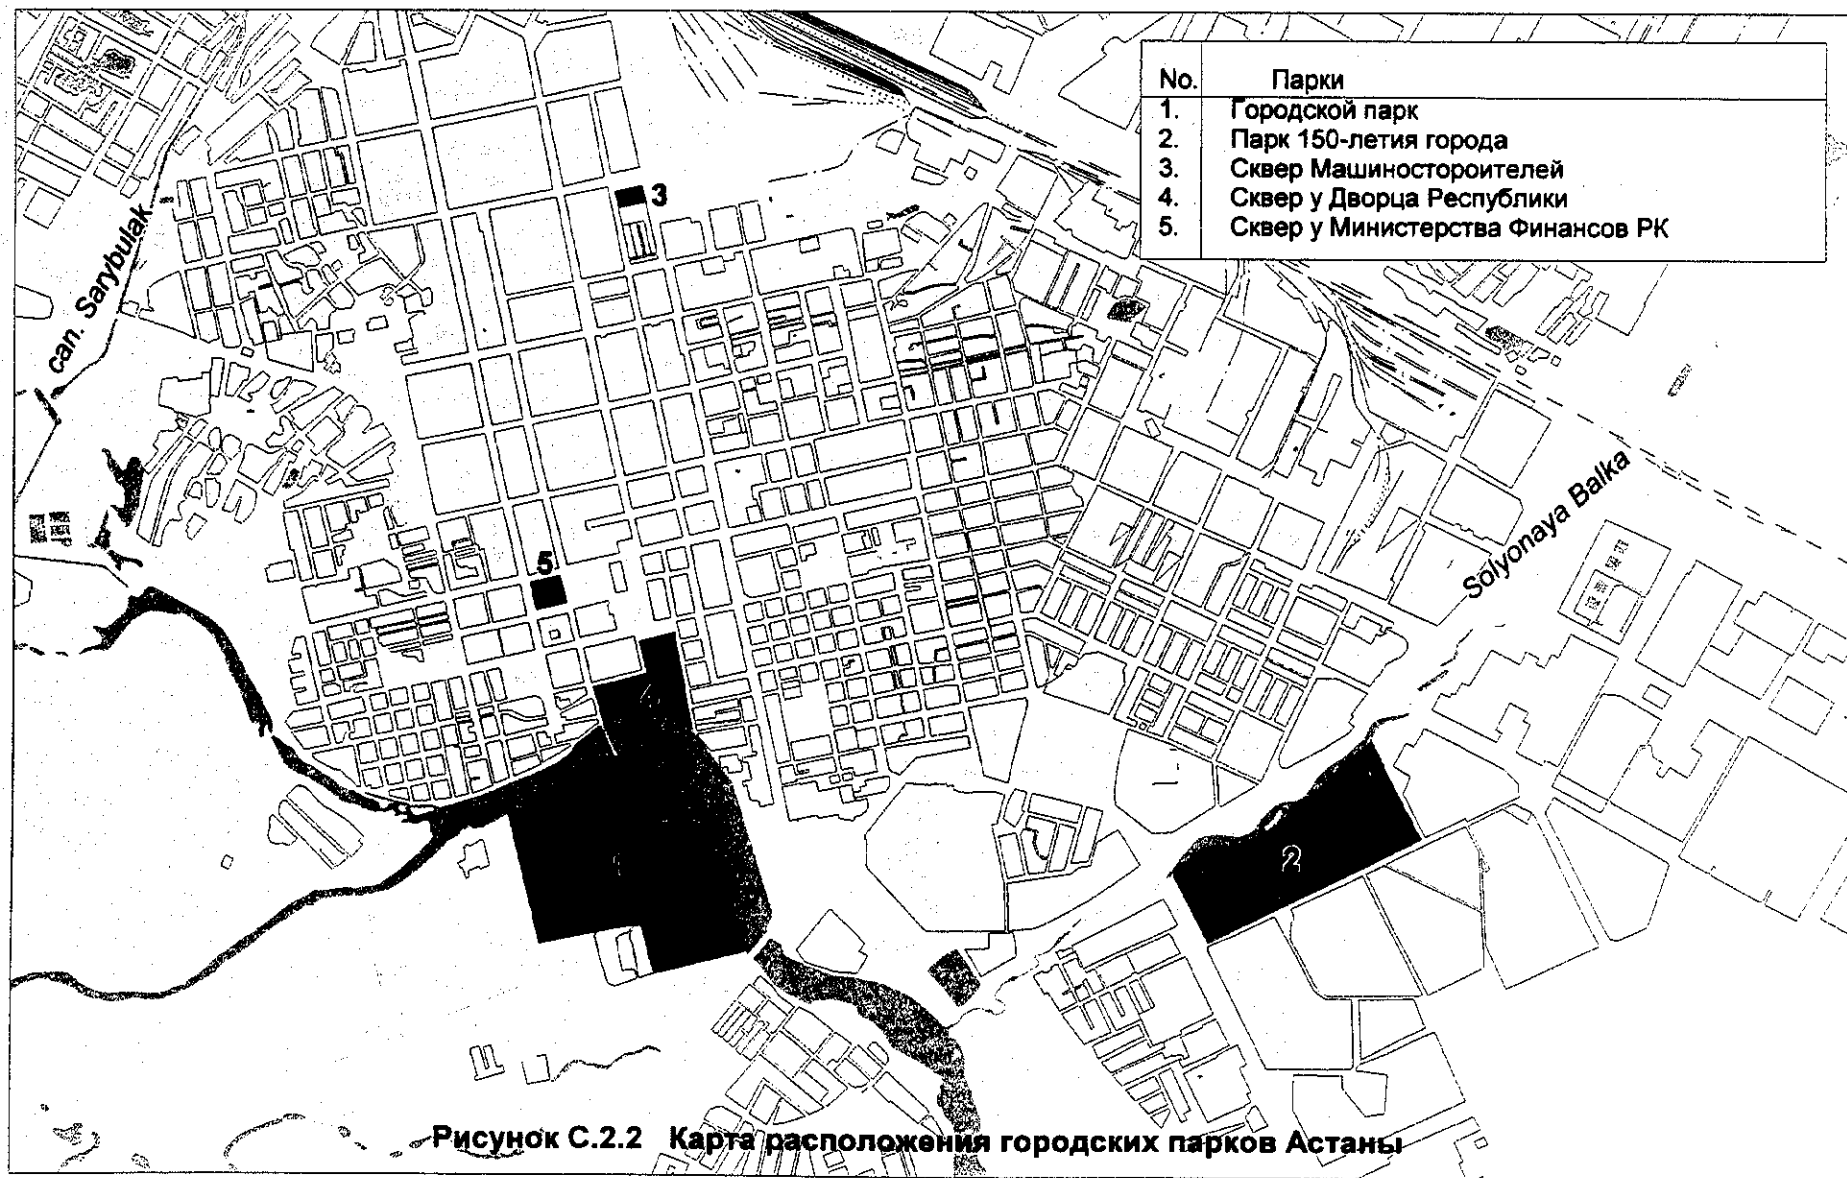 No. Парки
1. Городской парк
2. Парк 150-летия города
3. Сквер Машиностороителей
4. Сквер у Дворца Республики
5. Сквер у Министерства Финансов РК
3
can. Sarybulak
Solyonaya Balka
5
2
Рисунок С.2.2 Карта расположения городских парков Астаны